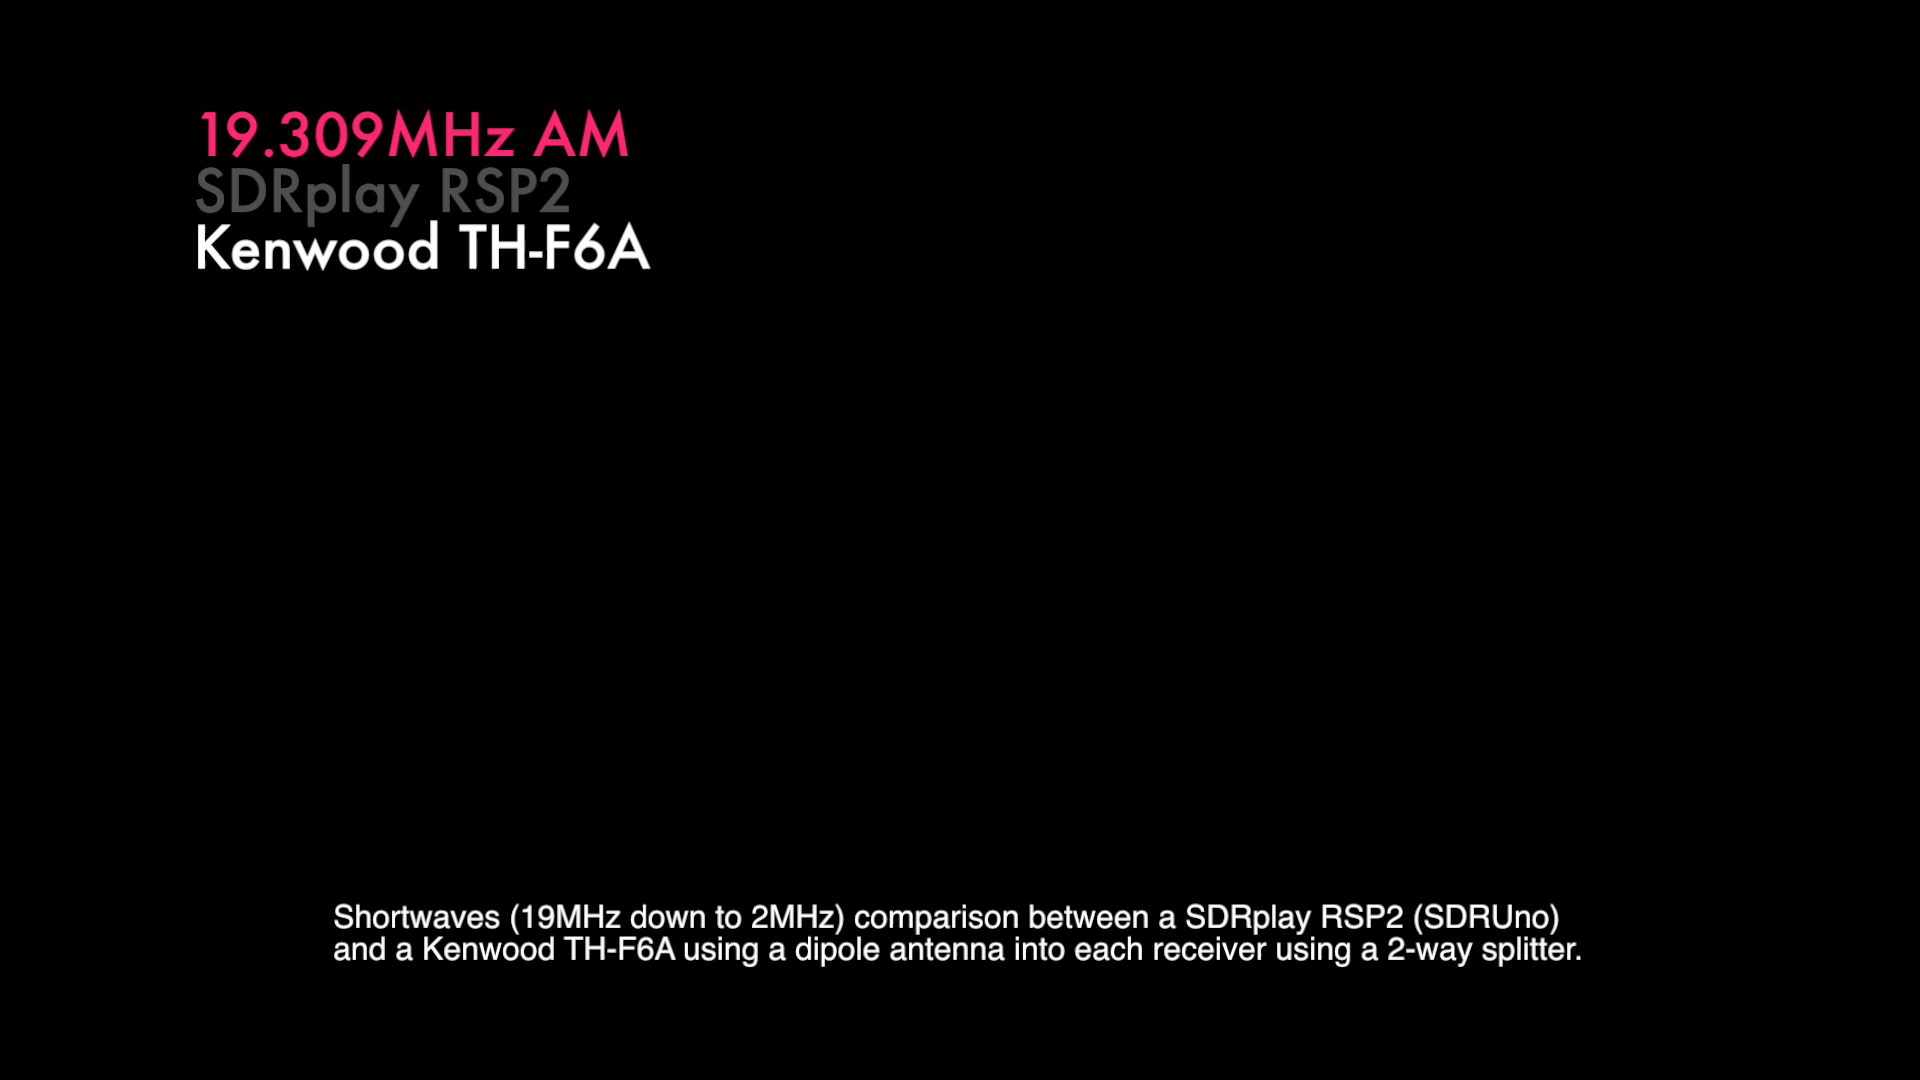 19.309MHz AM
SDRplay RSP2
Kenwood TH-F6A
Shortwaves (19MHz down to 2MHz) comparison between a SDRplay RSP2 (SDRUno)
and a Kenwood TH-F6A using a dipole antenna into each receiver using a 2-way splitter.